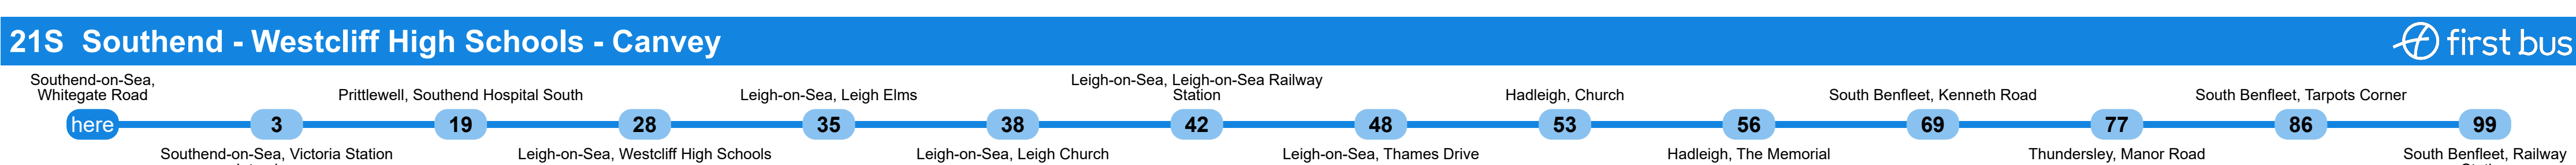 21S Southend - Westcliff High Schools - Canvey
first bus
Southend-on-Sea,
Whitegate Road
Prittlewell, Southend Hospital South
Leigh-on-Sea, Leigh Elms
Leigh-on-Sea, Leigh-on-Sea Railway
Station
Hadleigh, Church
South Benfleet, Kenneth Road
South Benfleet, Tarpots Corner
here 3 19 28 35 38 42 48 53 56 69 77 86 99
Southend-on-Sea, Victoria Station
Leigh-on-Sea, Westcliff High Schools
Leigh-on-Sea, Leigh Church
Leigh-on-Sea, Thames Drive
Hadleigh, The Memorial
Thundersley, Manor Road
South Benfleet, Railway